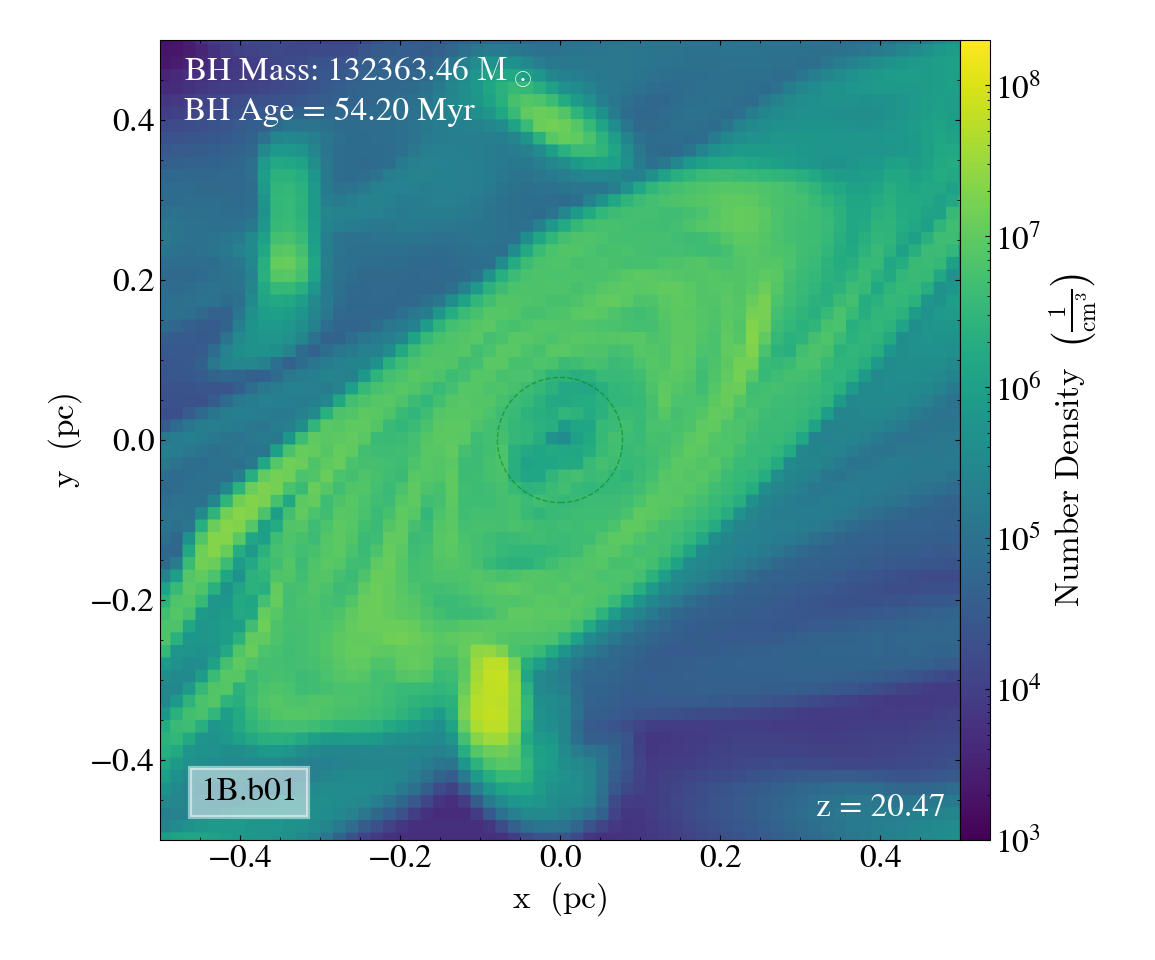 BH Mass: 132363.46 M⊙
BH Age = 54.20 Myr
1B.b01
z = 20.47
0.4
0.2
0.0
−0.2
−0.4
y (pc)
−0.4 −0.2 0.0 0.2 0.4
x (pc)
10⁸
10⁷
10⁶
10⁵
10⁴
10³
Number Density (1/cm³)